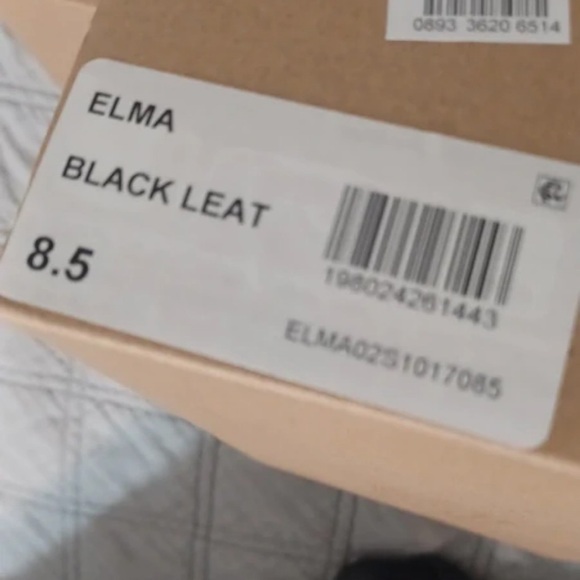 0893 3620 6514
ELMA
BLACK LEAT
8.5
198024261443
ELMA02S1017085